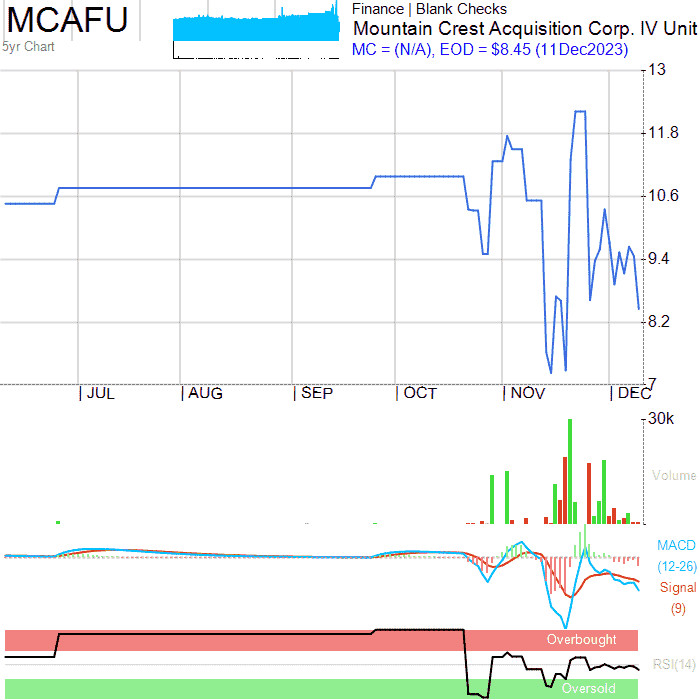 MCAFU
5yr Chart
Finance | Blank Checks
Mountain Crest Acquisition Corp. IV Unit
MC = (N/A), EOD = $8.45 (11Dec2023)
13
11.8
10.6
9.4
8.2
7
| JUL | AUG | SEP | OCT | NOV | DEC
30k
Volume
MACD
(12-26)
Signal
(9)
Overbought
RSI(14)
Oversold